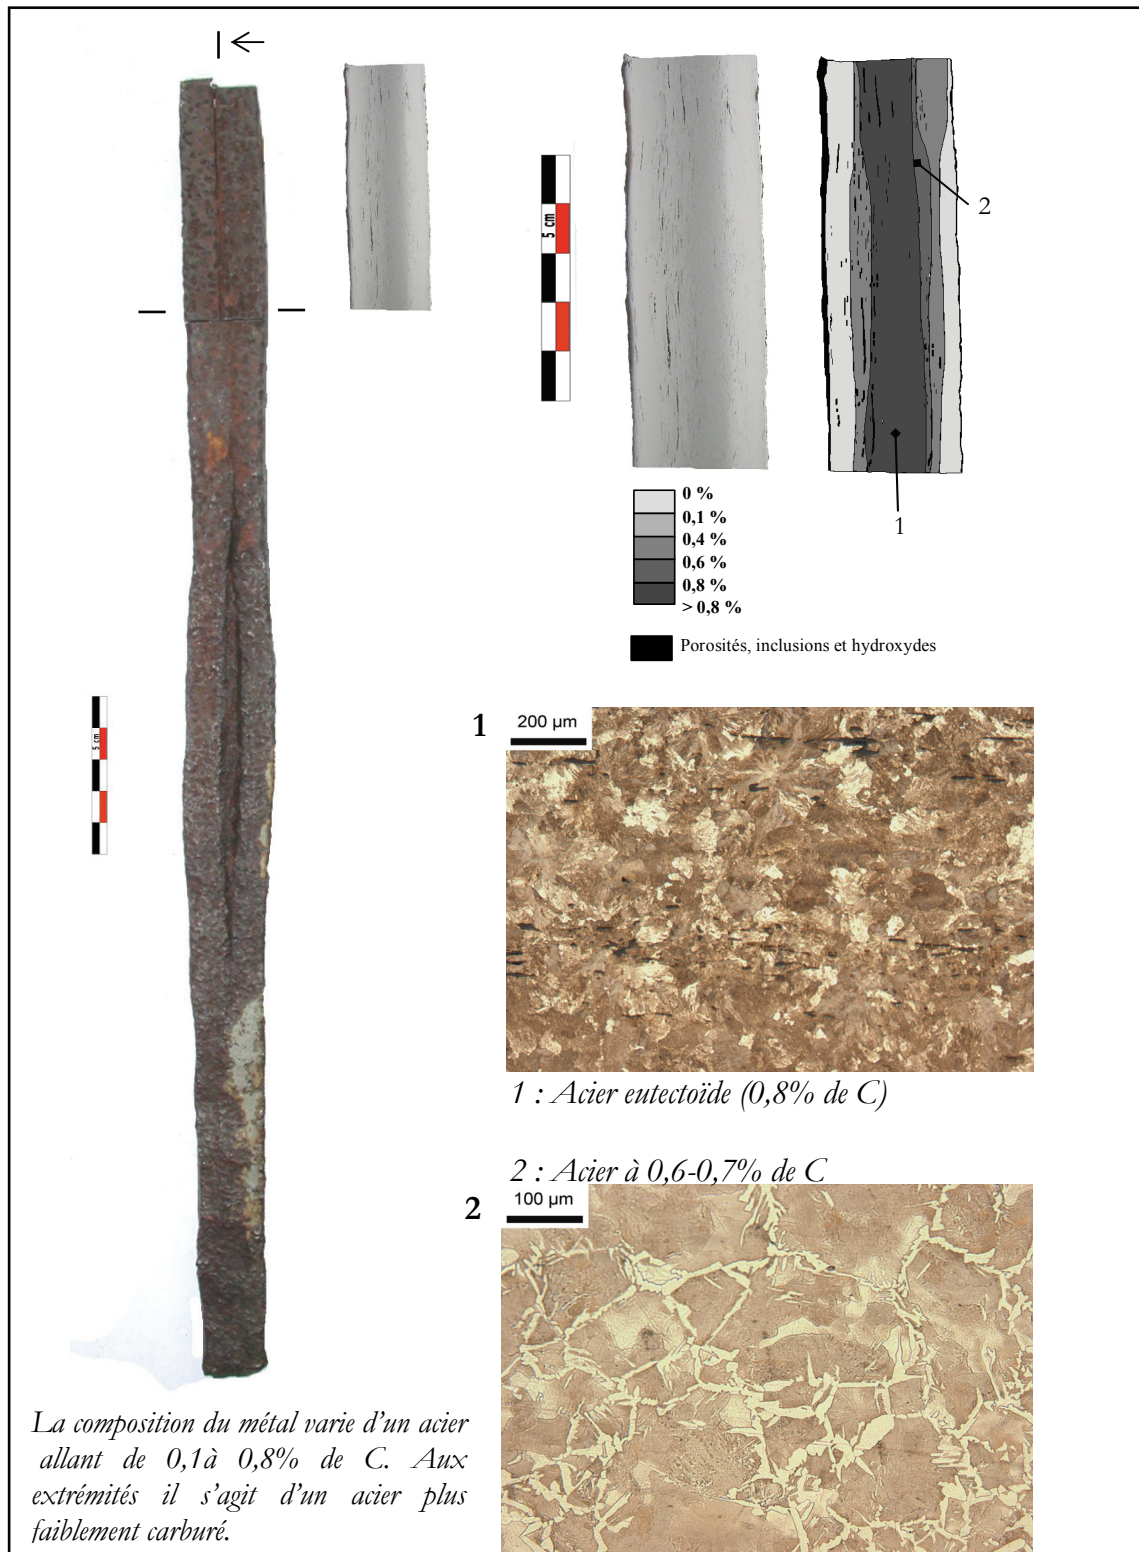 2
5 cm
1
0 %
0,1 %
0,4 %
0,6 %
0,8 %
> 0,8 %
Porosités, inclusions et hydroxydes
5 cm
1
200 µm
1 : Acier eutectoïde (0,8% de C)
2 : Acier à 0,6-0,7% de C
2
100 µm
La composition du métal varie d'un acier
allant de 0,1à 0,8% de C. Aux
extrémités il s'agit d'un acier plus
faiblement carburé.